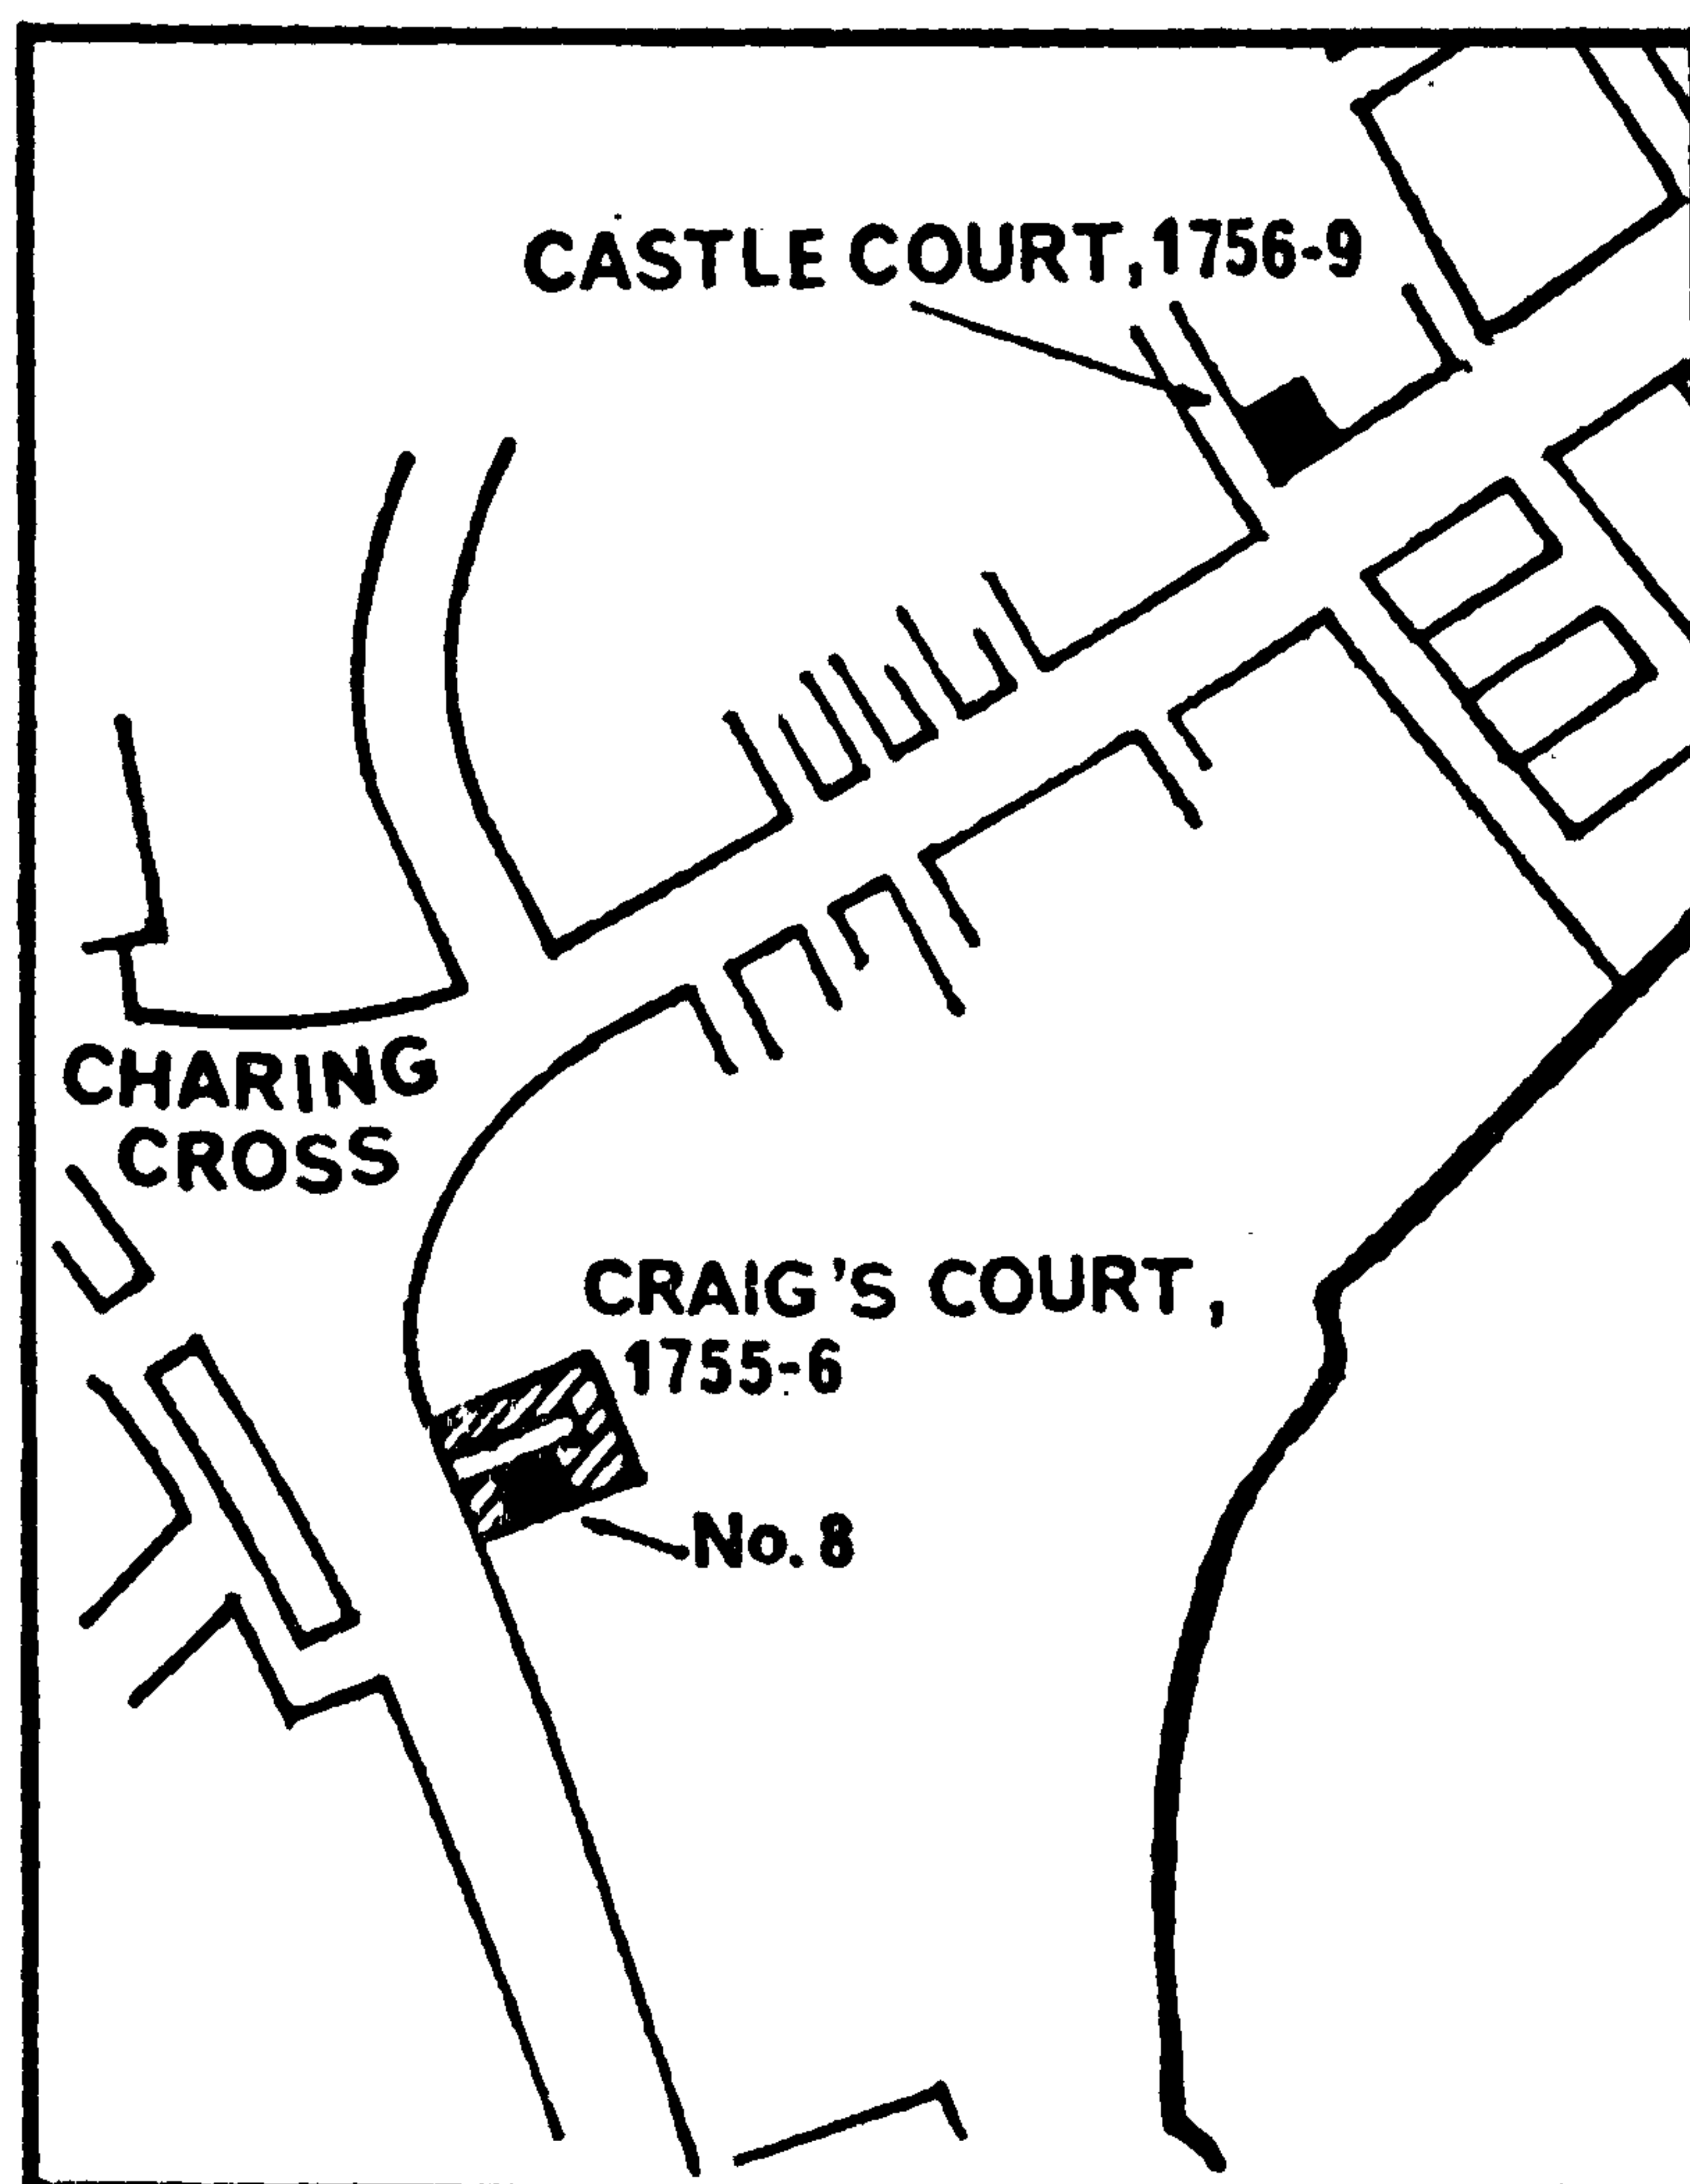 CASTLE COURT, 1756-9
CHARING
CROSS
CRAIG'S COURT,
1755-6
No. 8